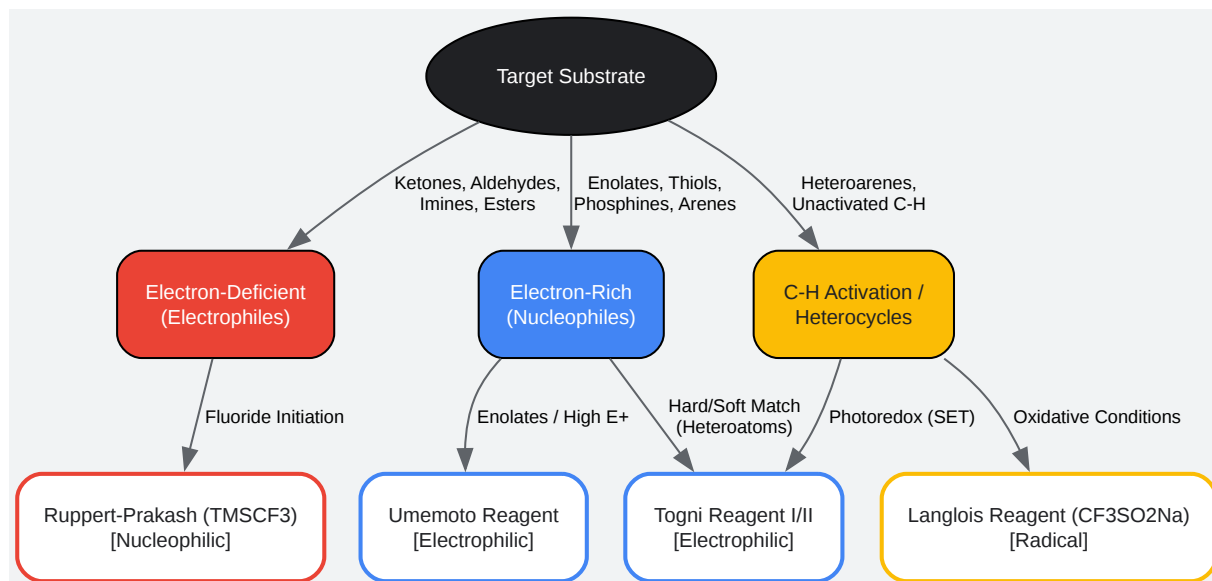 Target Substrate
Ketones, Aldehydes,
Imines, Esters
Enolates, Thiols,
Phosphines, Arenes
Heteroarenes,
Unactivated C-H
Electron-Deficient
(Electrophiles)
Electron-Rich
(Nucleophiles)
C-H Activation /
Heterocycles
Fluoride Initiation
Enolates / High E+
Hard/Soft Match
(Heteroatoms)
Photoredox (SET)
Oxidative Conditions
Ruppert-Prakash (TMSCF3)
[Nucleophilic]
Umemoto Reagent
[Electrophilic]
Togni Reagent I/II
[Electrophilic]
Langlois Reagent (CF3SO2Na)
[Radical]